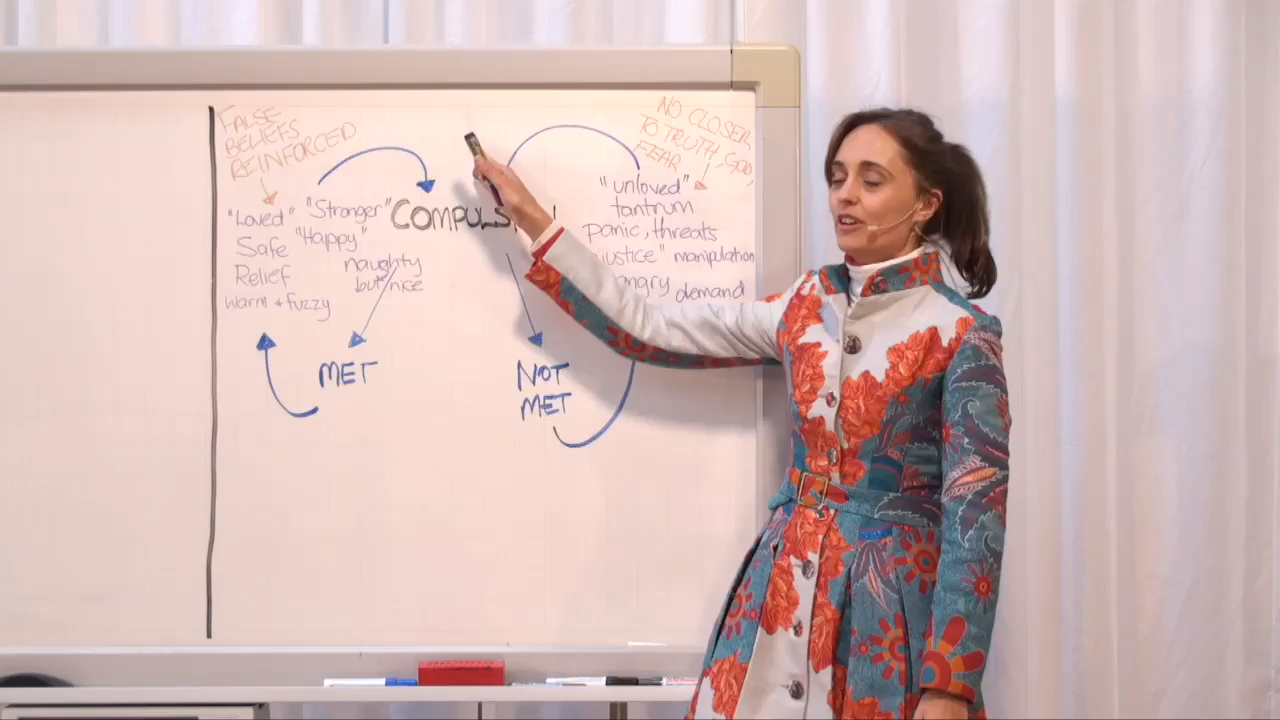 FALSE
BELIEFS
REINFORCED
NO CLOSER
TO TRUTH, GOD,
FEAR
"Loved"
Safe
Relief
warm & fuzzy
"Stronger"
"Happy"
naughty
but nice
COMPULS
"unloved"
tantrum
panic, threats
manipulation
demand
MET
NOT
MET